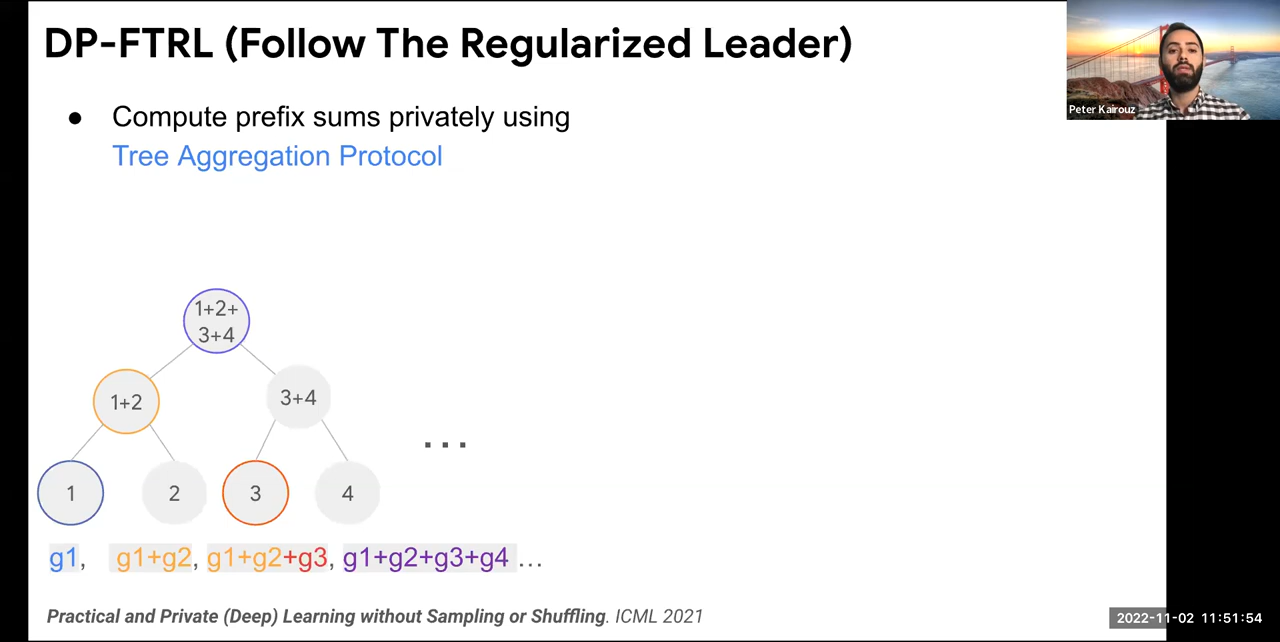 DP-FTRL (Follow The Regularized Leader)
Peter Kairouz
● Compute prefix sums privately using
Tree Aggregation Protocol
1+2+
3+4
1+2
3+4
...
1
2
3
4
g1, g1+g2, g1+g2+g3, g1+g2+g3+g4 ...
Practical and Private (Deep) Learning without Sampling or Shuffling. ICML 2021
2022-11-02 11:51:54